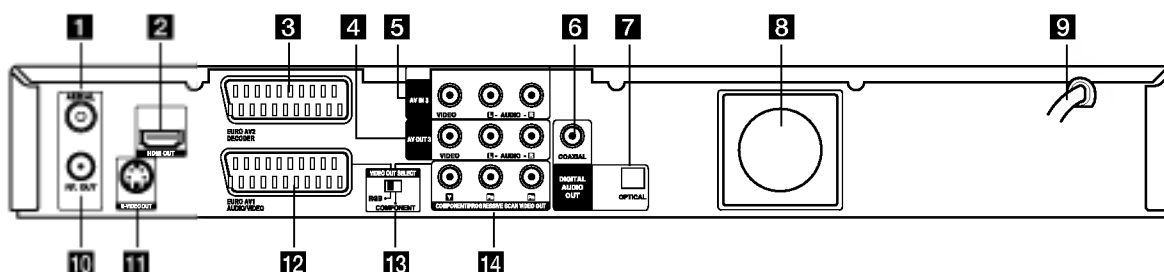 1
2
3
4
5
6
7
8
9
AERIAL
HDMI OUT
RF. OUT
S-VIDEO OUT
EURO AV2
DECODER
EURO AV1
AUDIO/VIDEO
AV IN 3
VIDEO
L - AUDIO - R
AV OUT 3
VIDEO
L - AUDIO - R
VIDEO OUT SELECT
RGB
COMPONENT
Y
COMPONENT/PROGRESSIVE SCAN VIDEO OUT
COAXIAL
DIGITAL
AUDIO
OUT
OPTICAL
10
11
12
13
14